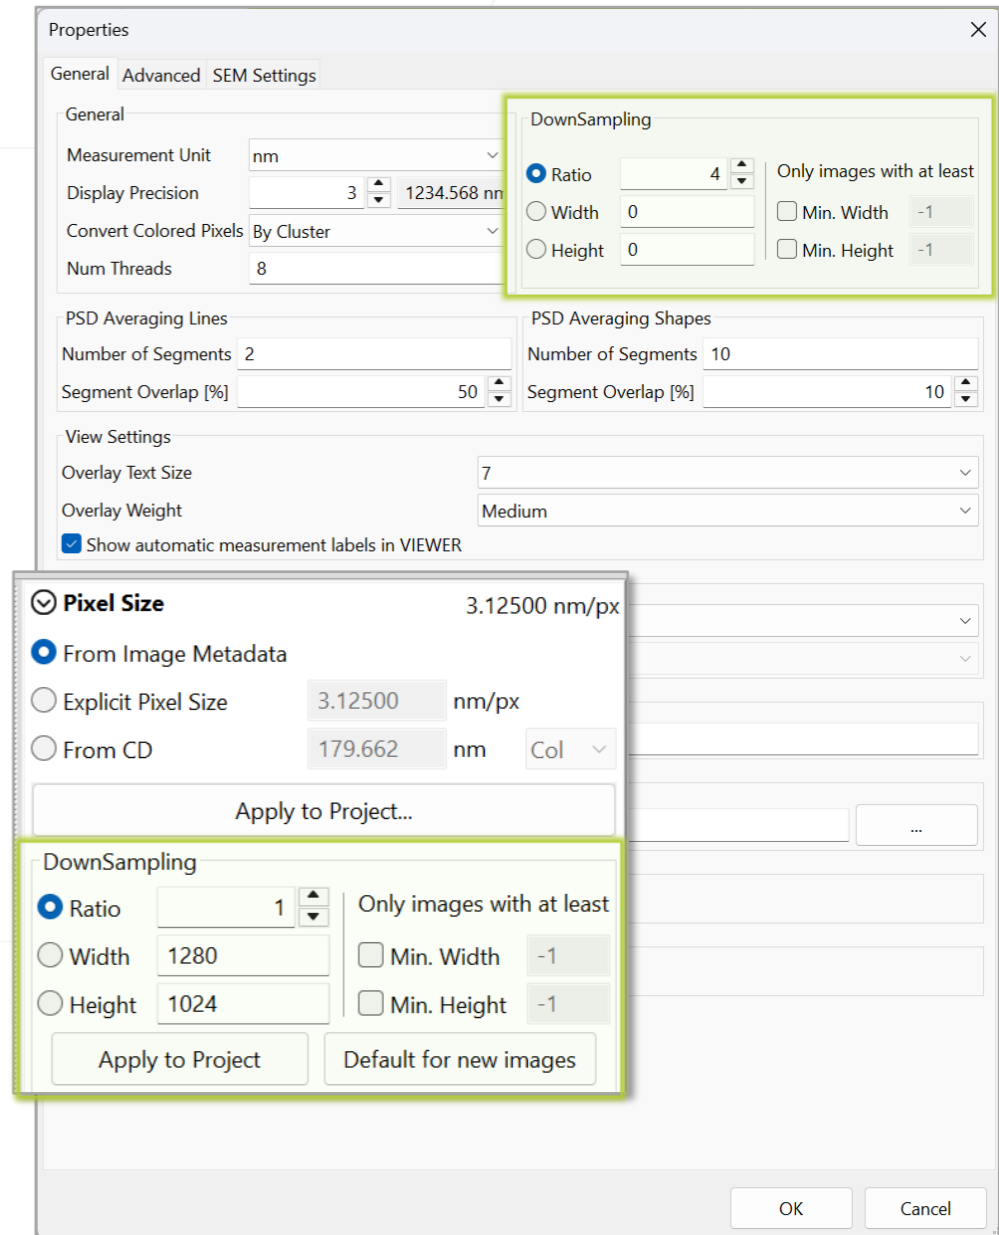 Properties
General Advanced SEM Settings
General
Measurement Unit nm
Display Precision 3 1234.568 nm
Convert Colored Pixels By Cluster
Num Threads 8
DownSampling
Ratio 4 Only images with at least
Width 0 Min. Width -1
Height 0 Min. Height -1
PSD Averaging Lines
Number of Segments 2
Segment Overlap [%] 50
PSD Averaging Shapes
Number of Segments 10
Segment Overlap [%] 10
View Settings
Overlay Text Size 7
Overlay Weight Medium
Show automatic measurement labels in VIEWER
Pixel Size 3.12500 nm/px
From Image Metadata
Explicit Pixel Size 3.12500 nm/px
From CD 179.662 nm Col
Apply to Project...
...
DownSampling
Ratio 1 Only images with at least
Width 1280 Min. Width -1
Height 1024 Min. Height -1
Apply to Project Default for new images
OK Cancel